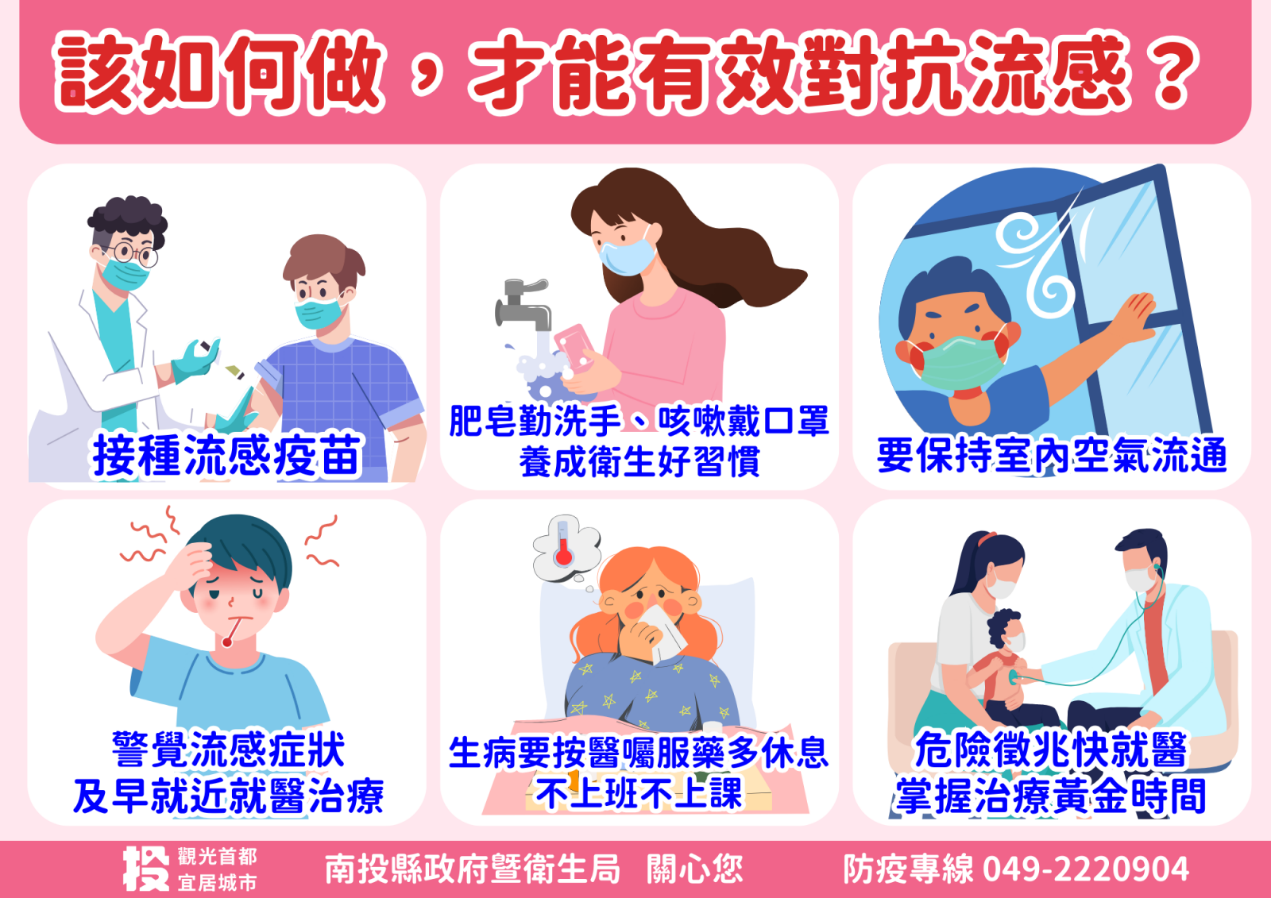 該如何做，才能有效對抗流感？
接種流感疫苗
肥皂勤洗手、咳嗽戴口罩
養成衛生好習慣
要保持室內空氣流通
警覺流感症狀
及早就近就醫治療
生病要按醫囑服藥多休息
不上班不上課
危險徵兆快就醫
掌握治療黃金時間
投 觀光首都
宜居城市
南投縣政府暨衛生局 關心您 防疫專線 049-2220904